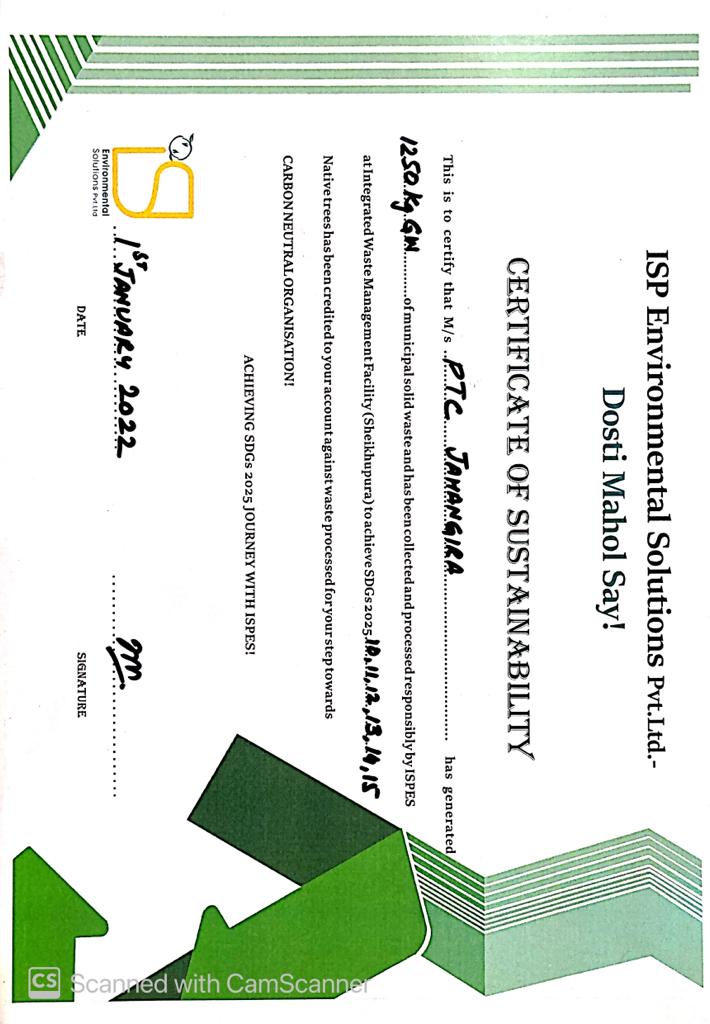 ISP Environmental Solutions Pvt.Ltd.-
Dosti Mahol Say!
CERTIFICATE OF SUSTAINABILITY
This is to certify that M/s ..PTC JAHANGIRA.......................... has generated
1250.Kg.GW...........of municipal solid waste and has been collected and processed responsibly by ISPES
at Integrated Waste Management Facility (Sheikhupura) to achieve SDGs 2025.10,11,12,13,14,15
Native trees has been credited to your account against waste processed for your step towards
CARBON NEUTRAL ORGANISATION!
ACHIEVING SDGs 2025 JOURNEY WITH ISPES!
IS
Environmental
Solutions Pvt.Ltd
1ST JANUARY 2022
DATE
SIGNATURE
CS Scanned with CamScanner